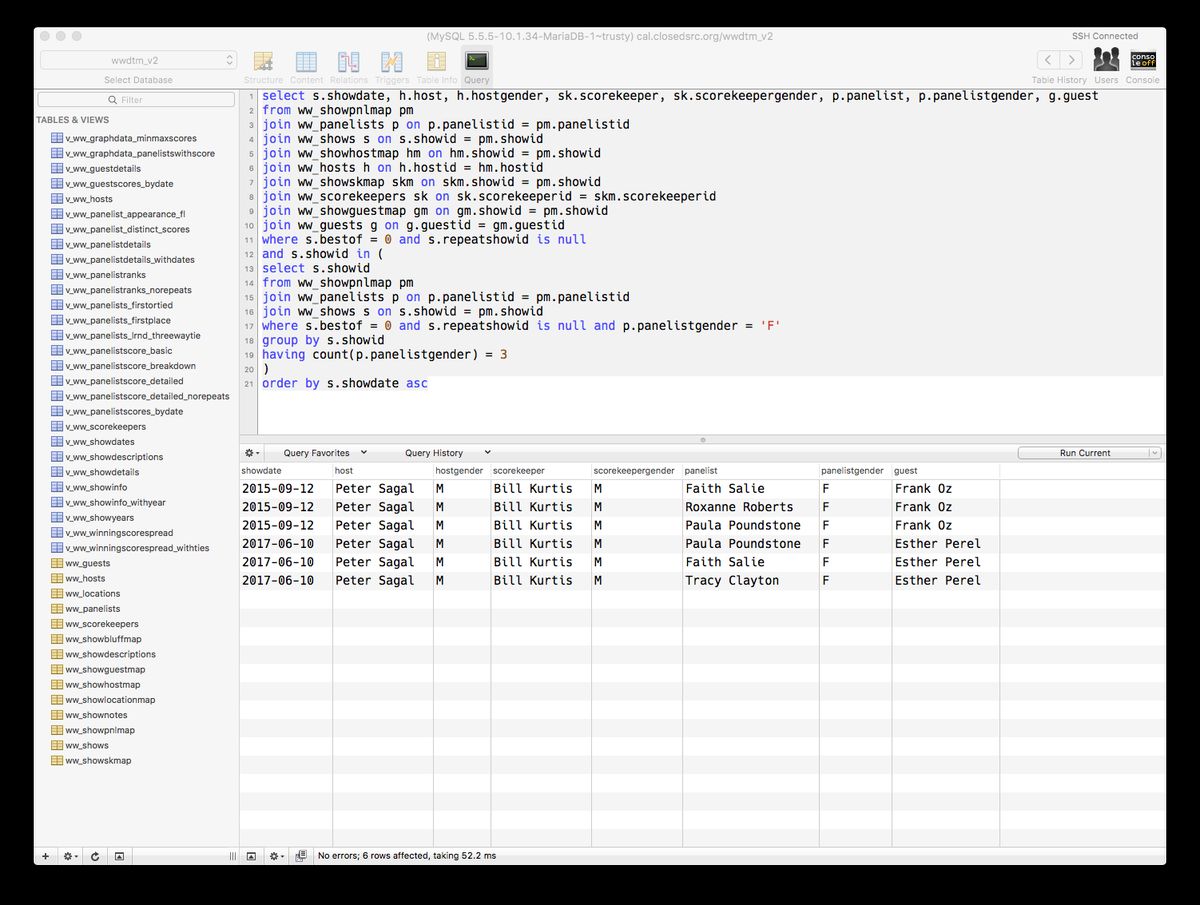 (MySQL 5.5.5-10.1.34-MariaDB-1~trusty) cal.closedsrc.org/wwdtm_v2
SSH Connected
wwdtm_v2
Select Database
Structure Content Relations Triggers Table Info Query
Table History Users Console
conso
le off
Filter
TABLES & VIEWS
v_ww_graphdata_minmaxscores
v_ww_graphdata_panelistswithscore
v_ww_guestdetails
v_ww_guestscores_bydate
v_ww_hosts
v_ww_panelist_appearance_fl
v_ww_panelist_distinct_scores
v_ww_panelistdetails
v_ww_panelistdetails_withdates
v_ww_panelistranks
v_ww_panelistranks_norepeats
v_ww_panelists_firstortied
v_ww_panelists_firstplace
v_ww_panelists_lrnd_threewaytie
v_ww_panelistscore_basic
v_ww_panelistscore_breakdown
v_ww_panelistscore_detailed
v_ww_panelistscore_detailed_norepeats
v_ww_panelistscores_bydate
v_ww_scorekeepers
v_ww_showdates
v_ww_showdescriptions
v_ww_showdetails
v_ww_showinfo
v_ww_showinfo_withyear
v_ww_showyears
v_ww_winningscorespread
v_ww_winningscorespread_withties
ww_guests
ww_hosts
ww_locations
ww_panelists
ww_scorekeepers
ww_showbluffmap
ww_showdescriptions
ww_showguestmap
ww_showhostmap
ww_showlocationmap
ww_shownotes
ww_showpnlmap
ww_shows
ww_showskmap
1 select s.showdate, h.host, h.hostgender, sk.scorekeeper, sk.scorekeepergender, p.panelist, p.panelistgender, g.guest
2 from ww_showpnlmap pm
3 join ww_panelists p on p.panelistid = pm.panelistid
4 join ww_shows s on s.showid = pm.showid
5 join ww_showhostmap hm on hm.showid = pm.showid
6 join ww_hosts h on h.hostid = hm.hostid
7 join ww_showskmap skm on skm.showid = pm.showid
8 join ww_scorekeepers sk on sk.scorekeeperid = skm.scorekeeperid
9 join ww_showguestmap gm on gm.showid = pm.showid
10 join ww_guests g on g.guestid = gm.guestid
11 where s.bestof = 0 and s.repeatshowid is null
12 and s.showid in (
13 select s.showid
14 from ww_showpnlmap pm
15 join ww_panelists p on p.panelistid = pm.panelistid
16 join ww_shows s on s.showid = pm.showid
17 where s.bestof = 0 and s.repeatshowid is null and p.panelistgender = 'F'
18 group by s.showid
19 having count(p.panelistgender) = 3
20 )
21 order by s.showdate asc
Query Favorites Query History Run Current
showdate host hostgender scorekeeper scorekeepergender panelist panelistgender guest
2015-09-12 Peter Sagal M Bill Kurtis M Faith Salie F Frank Oz
2015-09-12 Peter Sagal M Bill Kurtis M Roxanne Roberts F Frank Oz
2015-09-12 Peter Sagal M Bill Kurtis M Paula Poundstone F Frank Oz
2017-06-10 Peter Sagal M Bill Kurtis M Paula Poundstone F Esther Perel
2017-06-10 Peter Sagal M Bill Kurtis M Faith Salie F Esther Perel
2017-06-10 Peter Sagal M Bill Kurtis M Tracy Clayton F Esther Perel
No errors; 6 rows affected, taking 52.2 ms